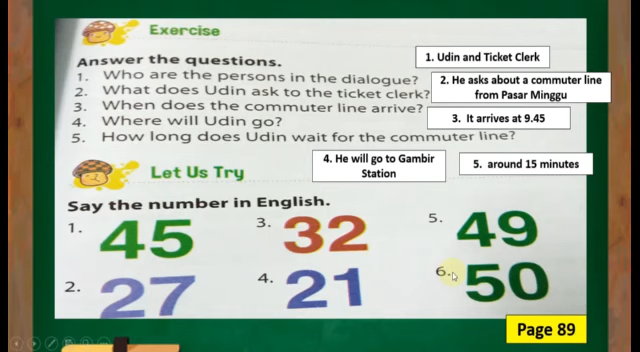 Exercise
Answer the questions.
1. Udin and Ticket Clerk
1. Who are the persons in the dialogue?
2. He asks about a commuter line
from Pasar Minggu
2. What does Udin ask to the ticket clerk?
3. When does the commuter line arrive?
3. It arrives at 9.45
4. Where will Udin go?
5. How long does Udin wait for the commuter line?
4. He will go to Gambir
Station
5. around 15 minutes
Let Us Try
Say the number in English.
1. 45
3. 32
5. 49
2. 27
4. 21
6. 50
Page 89